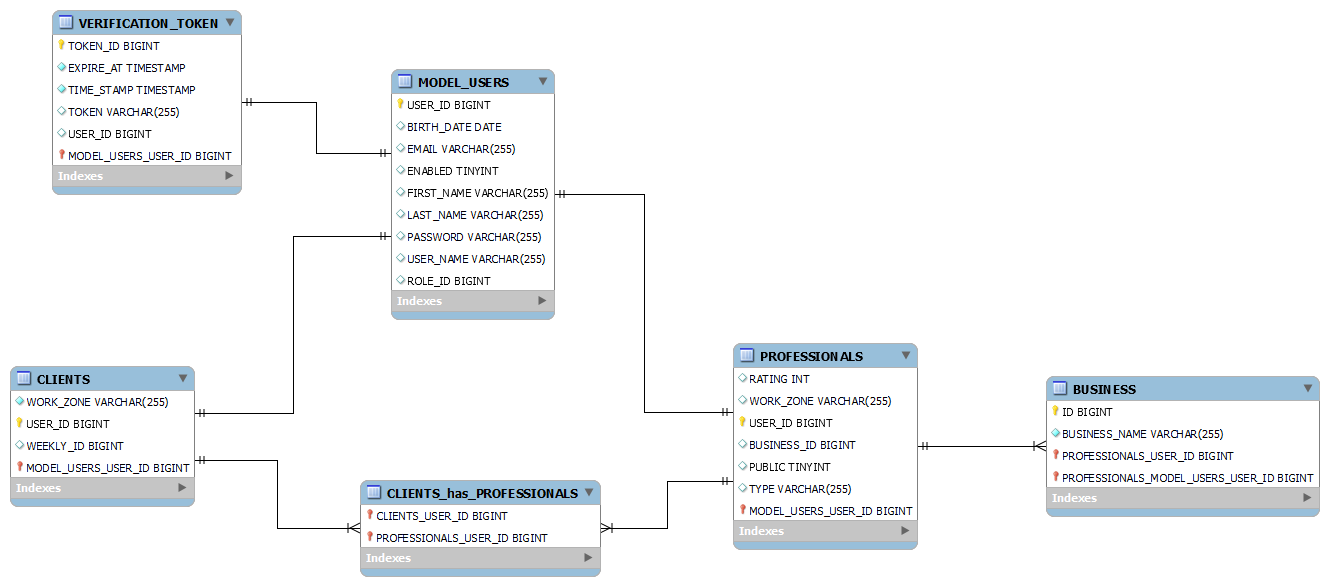 VERIFICATION_TOKEN
TOKEN_ID BIGINT
EXPIRE_AT TIMESTAMP
TIME_STAMP TIMESTAMP
TOKEN VARCHAR(255)
USER_ID BIGINT
MODEL_USERS_USER_ID BIGINT
Indexes
MODEL_USERS
USER_ID BIGINT
BIRTH_DATE DATE
EMAIL VARCHAR(255)
ENABLED TINYINT
FIRST_NAME VARCHAR(255)
LAST_NAME VARCHAR(255)
PASSWORD VARCHAR(255)
USER_NAME VARCHAR(255)
ROLE_ID BIGINT
Indexes
CLIENTS
WORK_ZONE VARCHAR(255)
USER_ID BIGINT
WEEKLY_ID BIGINT
MODEL_USERS_USER_ID BIGINT
Indexes
CLIENTS_has_PROFESSIONALS
CLIENTS_USER_ID BIGINT
PROFESSIONALS_USER_ID BIGINT
Indexes
PROFESSIONALS
RATING INT
WORK_ZONE VARCHAR(255)
USER_ID BIGINT
BUSINESS_ID BIGINT
PUBLIC TINYINT
TYPE VARCHAR(255)
MODEL_USERS_USER_ID BIGINT
Indexes
BUSINESS
ID BIGINT
BUSINESS_NAME VARCHAR(255)
PROFESSIONALS_USER_ID BIGINT
PROFESSIONALS_MODEL_USERS_USER_ID BIGINT
Indexes